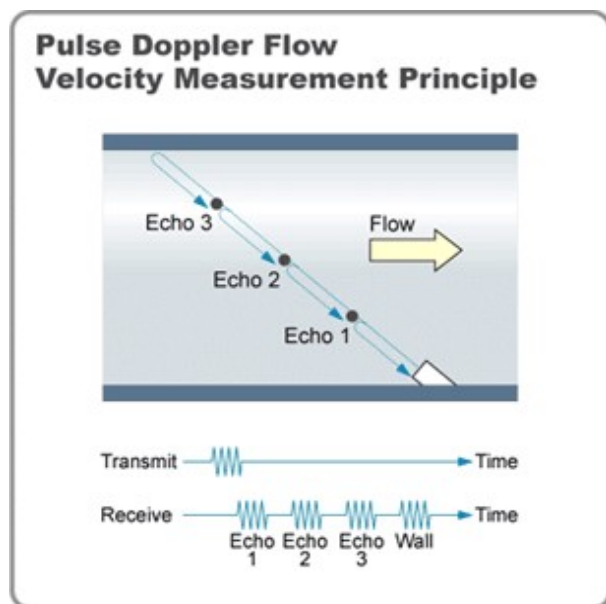 Pulse Doppler Flow
Velocity Measurement Principle
Echo 3
Flow
Echo 2
Echo 1
Transmit
Time
Receive
Time
Echo 1
Echo 2
Echo 3
Wall